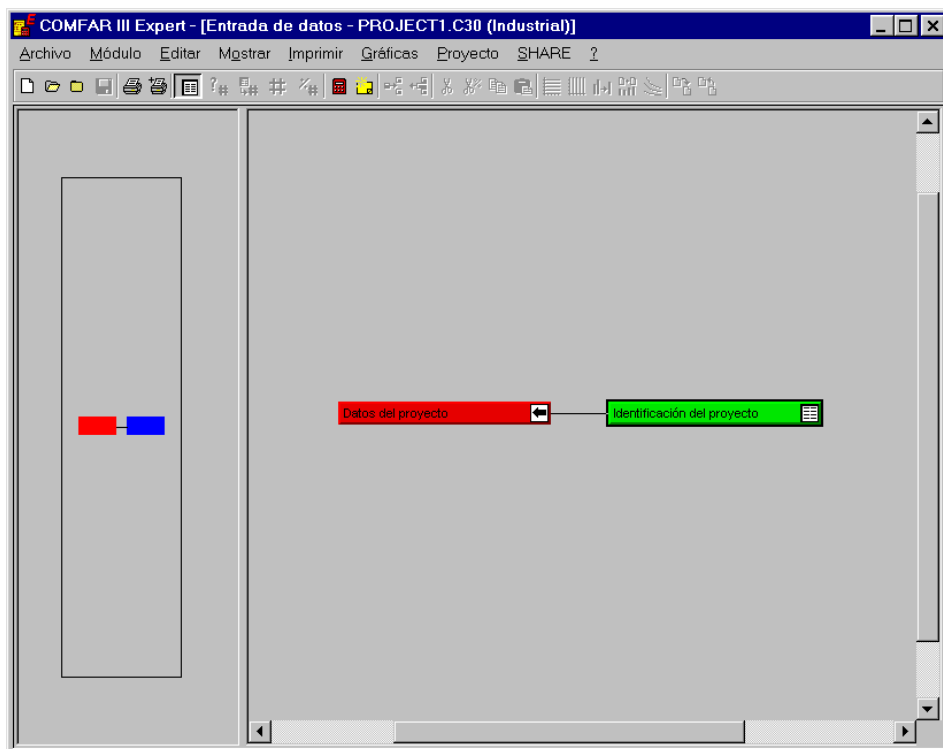 COMFAR III Expert - [Entrada de datos - PROJECT1.C30 (Industrial)]
Archivo Módulo Editar Mostrar Imprimir Gráficas Proyecto SHARE ?
Datos del proyecto
Identificación del proyecto